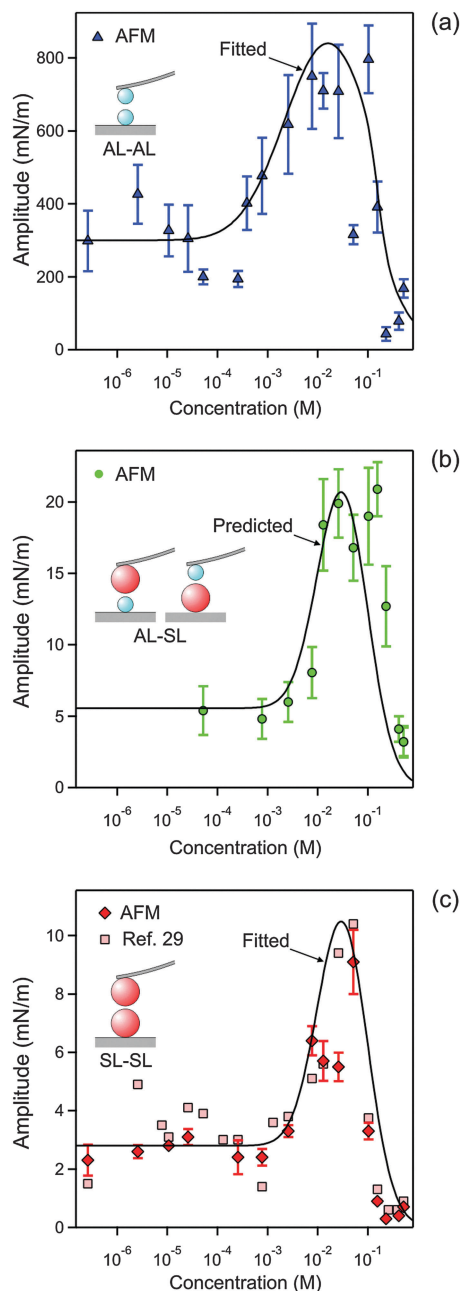 (a)
AFM
Fitted
AL-AL
800
600
400
200
0
Amplitude (mN/m)
10⁻⁶ 10⁻⁵ 10⁻⁴ 10⁻³ 10⁻² 10⁻¹
Concentration (M)
(b)
AFM
Predicted
AL-SL
20
15
10
5
0
Amplitude (mN/m)
10⁻⁶ 10⁻⁵ 10⁻⁴ 10⁻³ 10⁻² 10⁻¹
Concentration (M)
(c)
AFM
Ref. 29
Fitted
SL-SL
10
8
6
4
2
0
Amplitude (mN/m)
10⁻⁶ 10⁻⁵ 10⁻⁴ 10⁻³ 10⁻² 10⁻¹
Concentration (M)